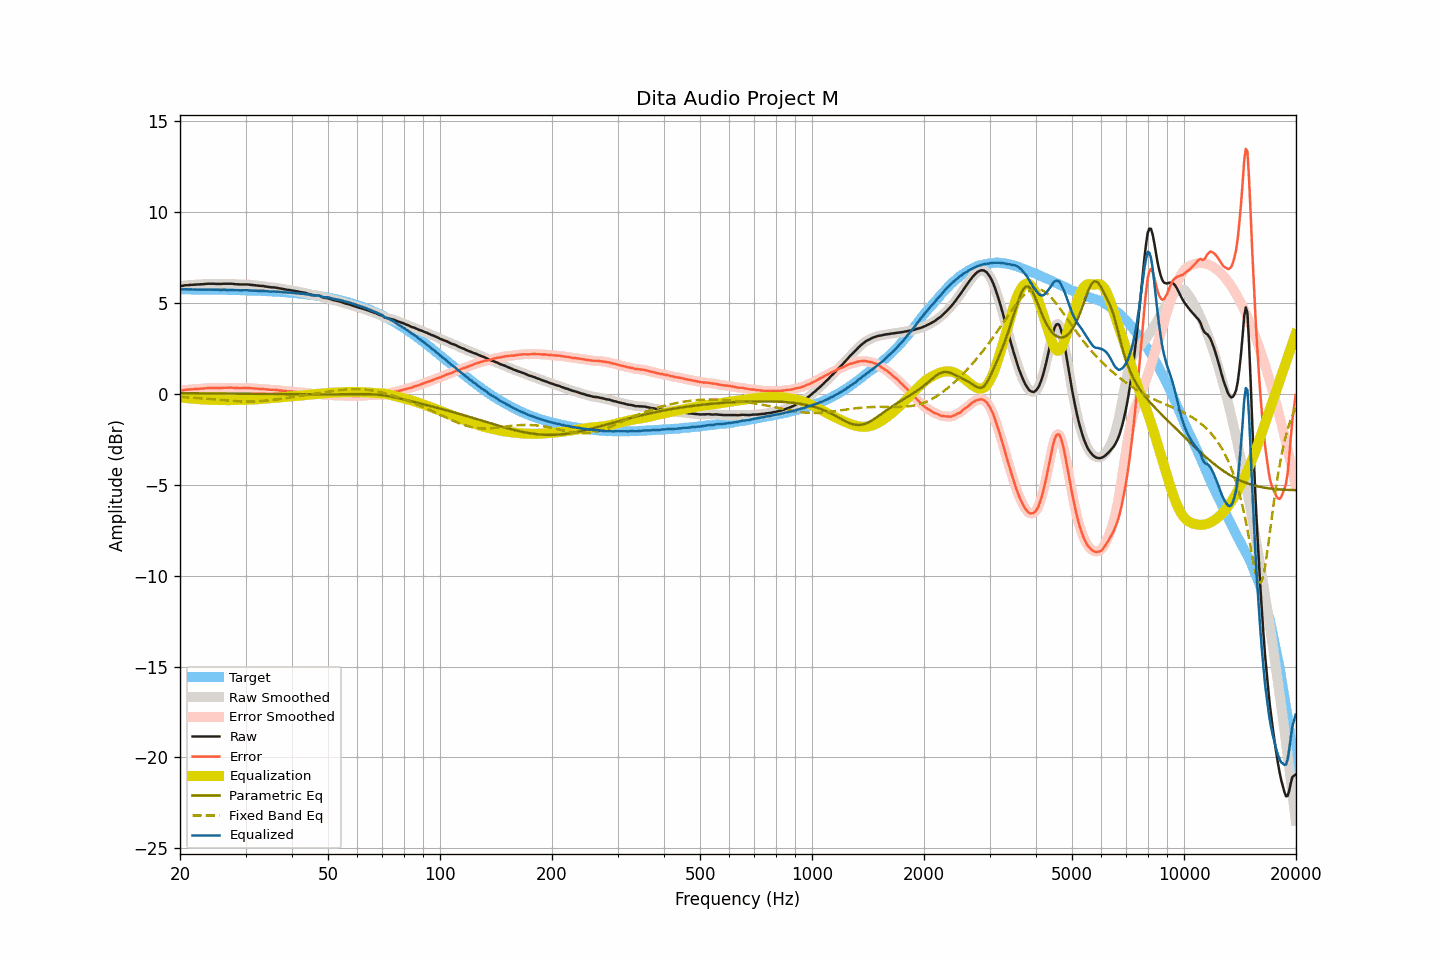 Dita Audio Project M
15
10
5
0
−5
−10
−15
−20
−25
Amplitude (dBr)
Target
Raw Smoothed
Error Smoothed
Raw
Error
Equalization
Parametric Eq
Fixed Band Eq
Equalized
20 50 100 200 500 1000 2000 5000 10000 20000
Frequency (Hz)